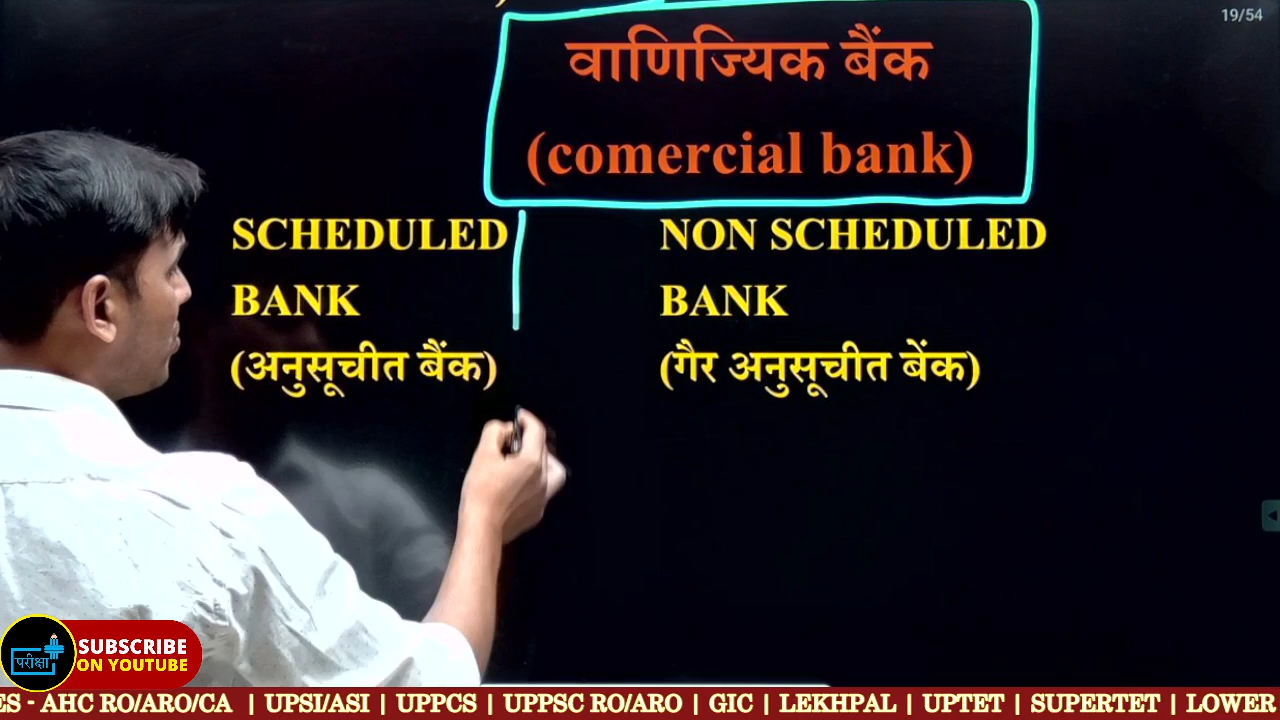 19/54
वाणिज्यिक बैंक
(comercial bank)
SCHEDULED
BANK
(अनुसूचीत बैंक)
NON SCHEDULED
BANK
(गैर अनुसूचीत बेंक)
परीक्षा
SUBSCRIBE
ON YOUTUBE
ES - AHC RO/ARO/CA | UPSI/ASI | UPPCS | UPPSC RO/ARO | GIC | LEKHPAL | UPTET | SUPERTET | LOWER